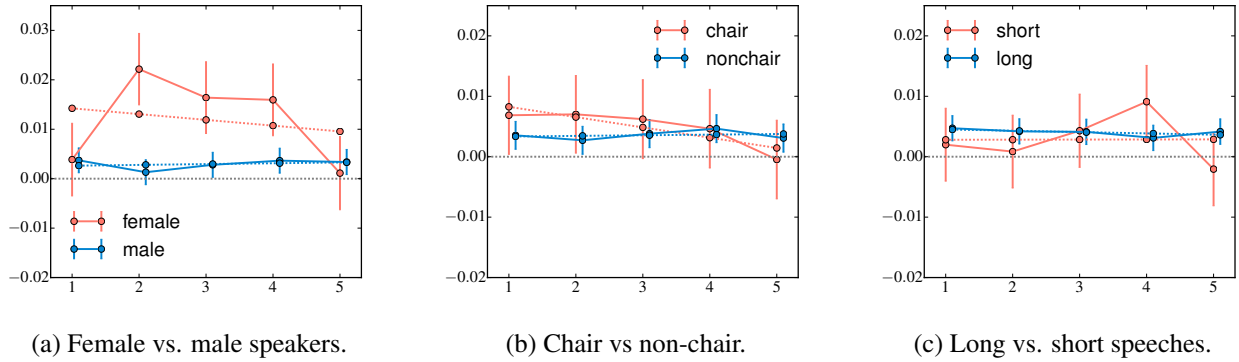 0.03
0.02
0.01
0.00
−0.01
−0.02
female
male
1 2 3 4 5
(a) Female vs. male speakers.
0.02
0.01
0.00
−0.01
−0.02
chair
nonchair
1 2 3 4 5
(b) Chair vs non-chair.
0.02
0.01
0.00
−0.01
−0.02
short
long
1 2 3 4 5
(c) Long vs. short speeches.